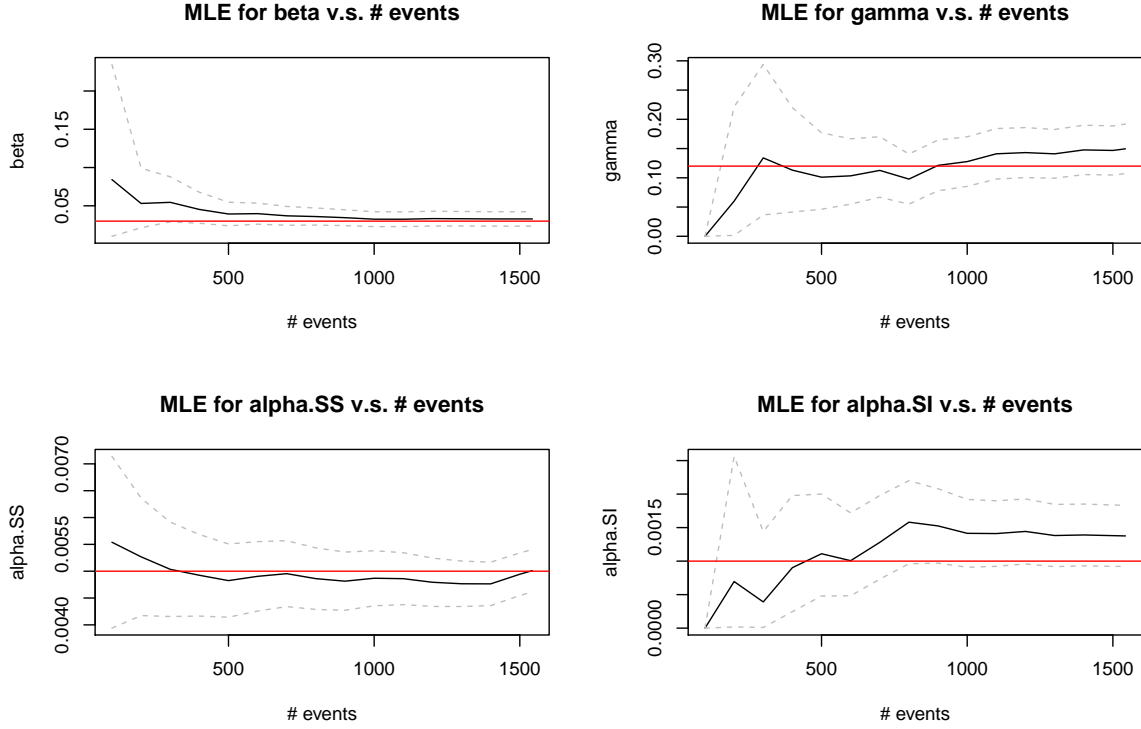 MLE for beta v.s. # events
beta
0.05
0.15
500
1000
1500
# events
MLE for gamma v.s. # events
gamma
0.00
0.10
0.20
0.30
500
1000
1500
# events
MLE for alpha.SS v.s. # events
alpha.SS
0.0040
0.0055
0.0070
500
1000
1500
# events
MLE for alpha.SI v.s. # events
alpha.SI
0.0000
0.0015
500
1000
1500
# events